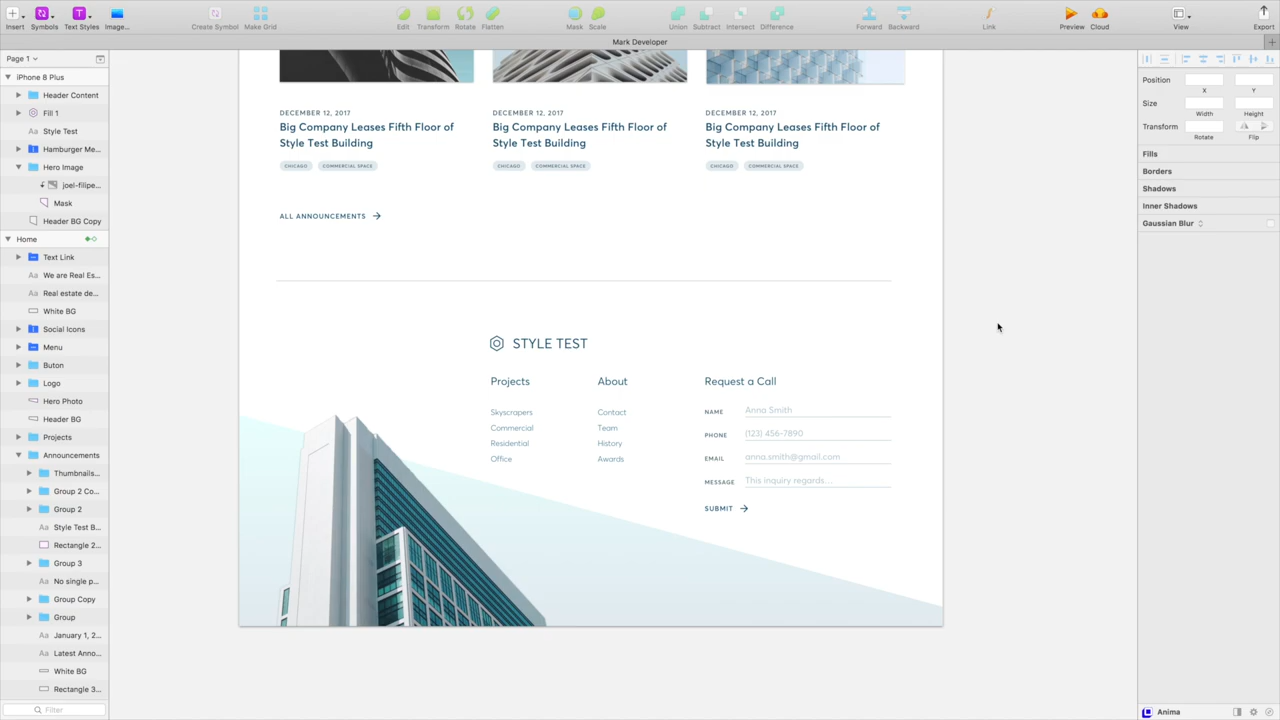 Insert
Symbols
Text Styles
Image...
Create Symbol
Make Grid
Edit
Transform
Rotate
Flatten
Mask
Scale
Union
Subtract
Intersect
Difference
Forward
Backward
Link
Preview
Cloud
View
Export
Mark Developer
Page 1
iPhone 8 Plus
Header Content
Fill 1
Aa Style Test
Hamburger Me...
Hero Image
joel-filipe...
Mask
Header BG Copy
Home
Text Link
Aa We are Real Es...
Aa Real estate de...
White BG
Social Icons
Menu
Buton
Logo
Hero Photo
Header BG
Projects
Announcements
Thumbnails...
Group 2 Co...
Group 2
Aa Style Test B...
Rectangle 2...
Group 3
Aa No single p...
Group Copy
Group
Aa January 1, 2...
Aa Latest Anno...
White BG
Rectangle 3...
Filter
DECEMBER 12, 2017
Big Company Leases Fifth Floor of
Style Test Building
CHICAGO
COMMERCIAL SPACE
DECEMBER 12, 2017
Big Company Leases Fifth Floor of
Style Test Building
CHICAGO
COMMERCIAL SPACE
DECEMBER 12, 2017
Big Company Leases Fifth Floor of
Style Test Building
CHICAGO
COMMERCIAL SPACE
ALL ANNOUNCEMENTS
STYLE TEST
Projects
Skyscrapers
Commercial
Residential
Office
About
Contact
Team
History
Awards
Request a Call
NAME Anna Smith
PHONE (123) 456-7890
EMAIL anna.smith@gmail.com
MESSAGE This inquiry regards...
SUBMIT
Position
X
Y
Size
Width
Height
Transform
Rotate
Flip
Fills
Borders
Shadows
Inner Shadows
Gaussian Blur
Anima